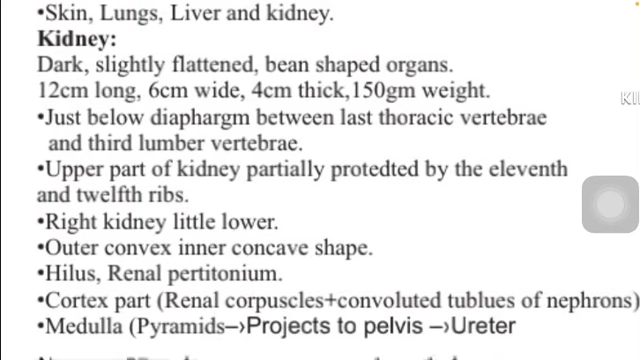 •Skin, Lungs, Liver and kidney.
Kidney:
Dark, slightly flattened, bean shaped organs.
12cm long, 6cm wide, 4cm thick,150gm weight.
•Just below diaphargm between last thoracic vertebrae
and third lumber vertebrae.
•Upper part of kidney partially protedted by the eleventh
and twelfth ribs.
•Right kidney little lower.
•Outer convex inner concave shape.
•Hilus, Renal pertitonium.
•Cortex part (Renal corpuscles+convoluted tublues of nephrons)
•Medulla (Pyramids–›Projects to pelvis –›Ureter